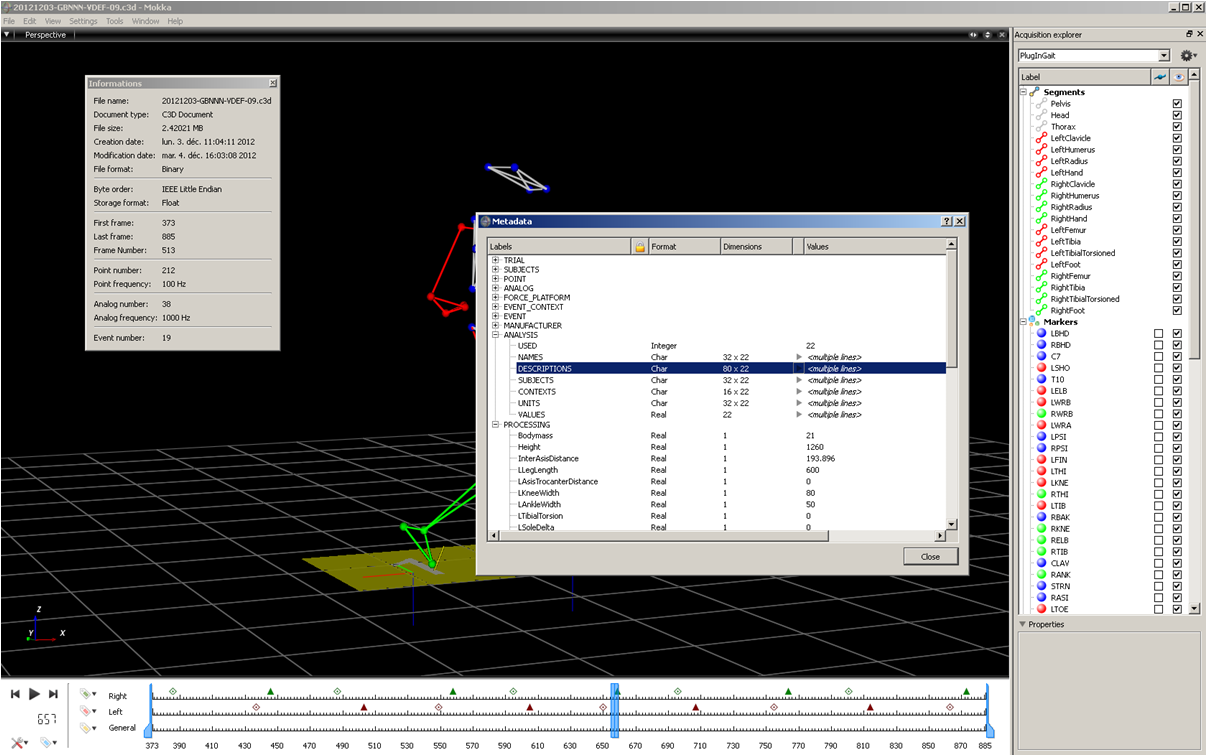 20121203-GBNNN-VDEF-09.c3d - Mokka
File Edit View Settings Tools Window Help
Perspective
Informations
File name: 20121203-GBNNN-VDEF-09.c3d
Document type: C3D Document
File size: 2.42021 MB
Creation date: lun. 3. déc. 11:04:11 2012
Modification date: mar. 4. déc. 16:03:08 2012
File format: Binary
Byte order: IEEE Little Endian
Storage format: Float
First frame: 373
Last frame: 885
Frame Number: 513
Point number: 212
Point frequency: 100 Hz
Analog number: 38
Analog frequency: 1000 Hz
Event number: 19
Metadata
Labels Format Dimensions Values
TRIAL
SUBJECTS
POINT
ANALOG
FORCE_PLATFORM
EVENT_CONTEXT
EVENT
MANUFACTURER
ANALYSIS
USED Integer 22
NAMES Char 32 x 22 <multiple lines>
DESCRIPTIONS Char 80 x 22 <multiple lines>
SUBJECTS Char 32 x 22 <multiple lines>
CONTEXTS Char 16 x 22 <multiple lines>
UNITS Char 32 x 22 <multiple lines>
VALUES Real 22 <multiple lines>
PROCESSING
Bodymass Real 1 21
Height Real 1 1260
InterAsisDistance Real 1 193.896
LLegLength Real 1 600
LAsisTrocanterDistance Real 1 0
LKneeWidth Real 1 80
LAnkleWidth Real 1 50
LTibialTorsion Real 1 0
LSoleDelta Real 1 0
Close
Acquisition explorer
PlugInGait
Label
Segments
Pelvis
Head
Thorax
LeftClavicle
LeftHumerus
LeftRadius
LeftHand
RightClavicle
RightHumerus
RightRadius
RightHand
LeftFemur
LeftTibia
LeftTibialTorsioned
LeftFoot
RightFemur
RightTibia
RightTibialTorsioned
RightFoot
Markers
LBHD
RBHD
C7
LSHO
T10
LELB
LWRB
RWRB
LWRA
LPSI
RPSI
LFIN
LTHI
LKNE
RTHI
LTIB
RBAK
RKNE
RELB
RTIB
CLAV
RANK
STRN
RASI
LTOE
Properties
Z
Y X
657
Right
Left
General
373 390 410 430 450 470 490 510 530 550 570 590 610 630 650 670 690 710 730 750 770 790 810 830 850 870 885